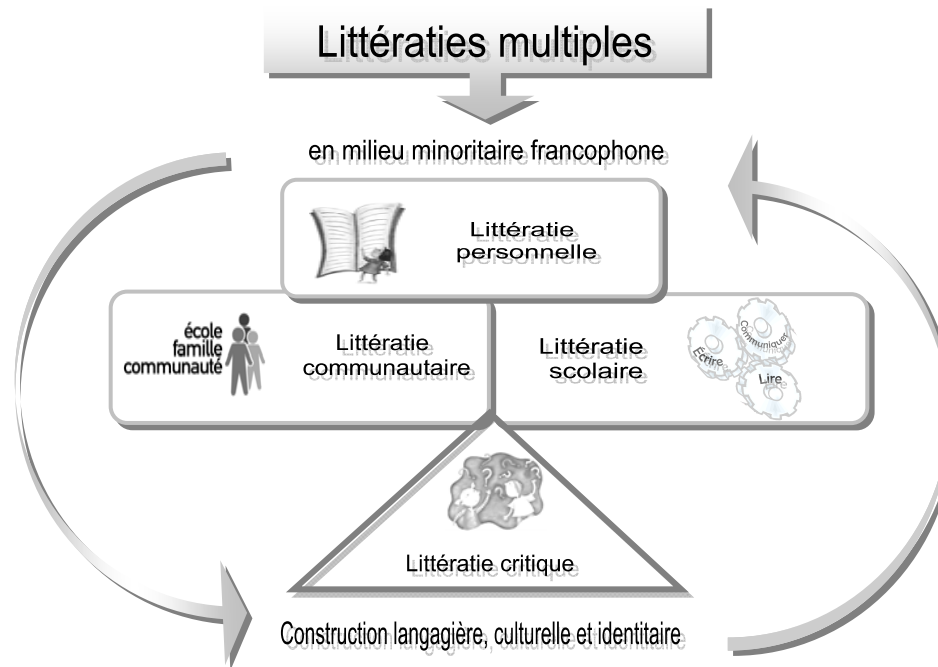 Littératies multiples
en milieu minoritaire francophone
Littératie
personnelle
école
famille
communauté
Littératie
communautaire
Littératie
scolaire
Écrire
Communiquer
Lire
Littératie critique
Construction langagière, culturelle et identitaire